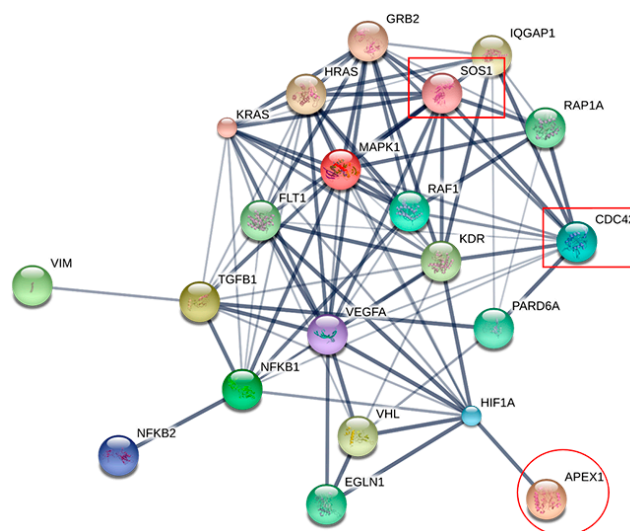 GRB2
IQGAP1
HRAS
SOS1
KRAS
RAP1A
MAPK1
FLT1
RAF1
CDC42
KDR
VIM
TGFB1
VEGFA
PARD6A
NFKB1
HIF1A
NFKB2
VHL
EGLN1
APEX1